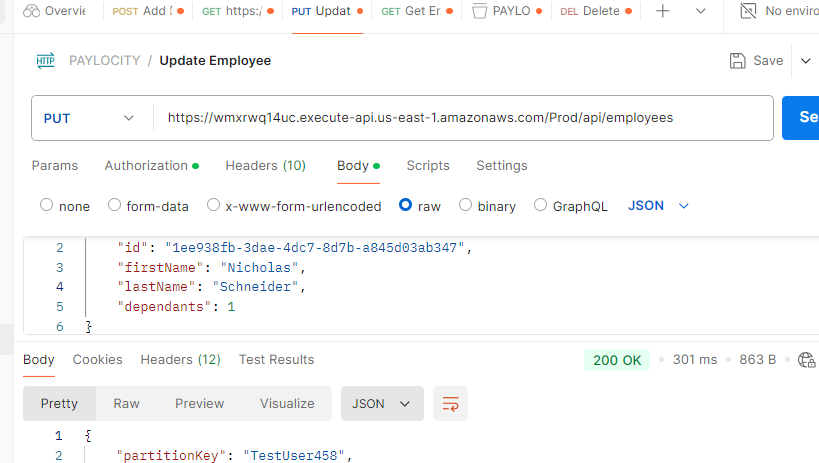 Overvie POST Add D GET https:/ PUT Updat GET Get Er PAYLO DEL Delete No enviro
HTTP PAYLOCITY / Update Employee Save
PUT https://wmxrwq14uc.execute-api.us-east-1.amazonaws.com/Prod/api/employees Se
Params Authorization Headers (10) Body Scripts Settings
none form-data x-www-form-urlencoded raw binary GraphQL JSON
2 "id": "1ee938fb-3dae-4dc7-8d7b-a845d03ab347",
3 "firstName": "Nicholas",
4 "lastName": "Schneider",
5 "dependants": 1
6 }
Body Cookies Headers (12) Test Results 200 OK 301 ms 863 B
Pretty Raw Preview Visualize JSON
1 {
2 "partitionKey": "TestUser458",